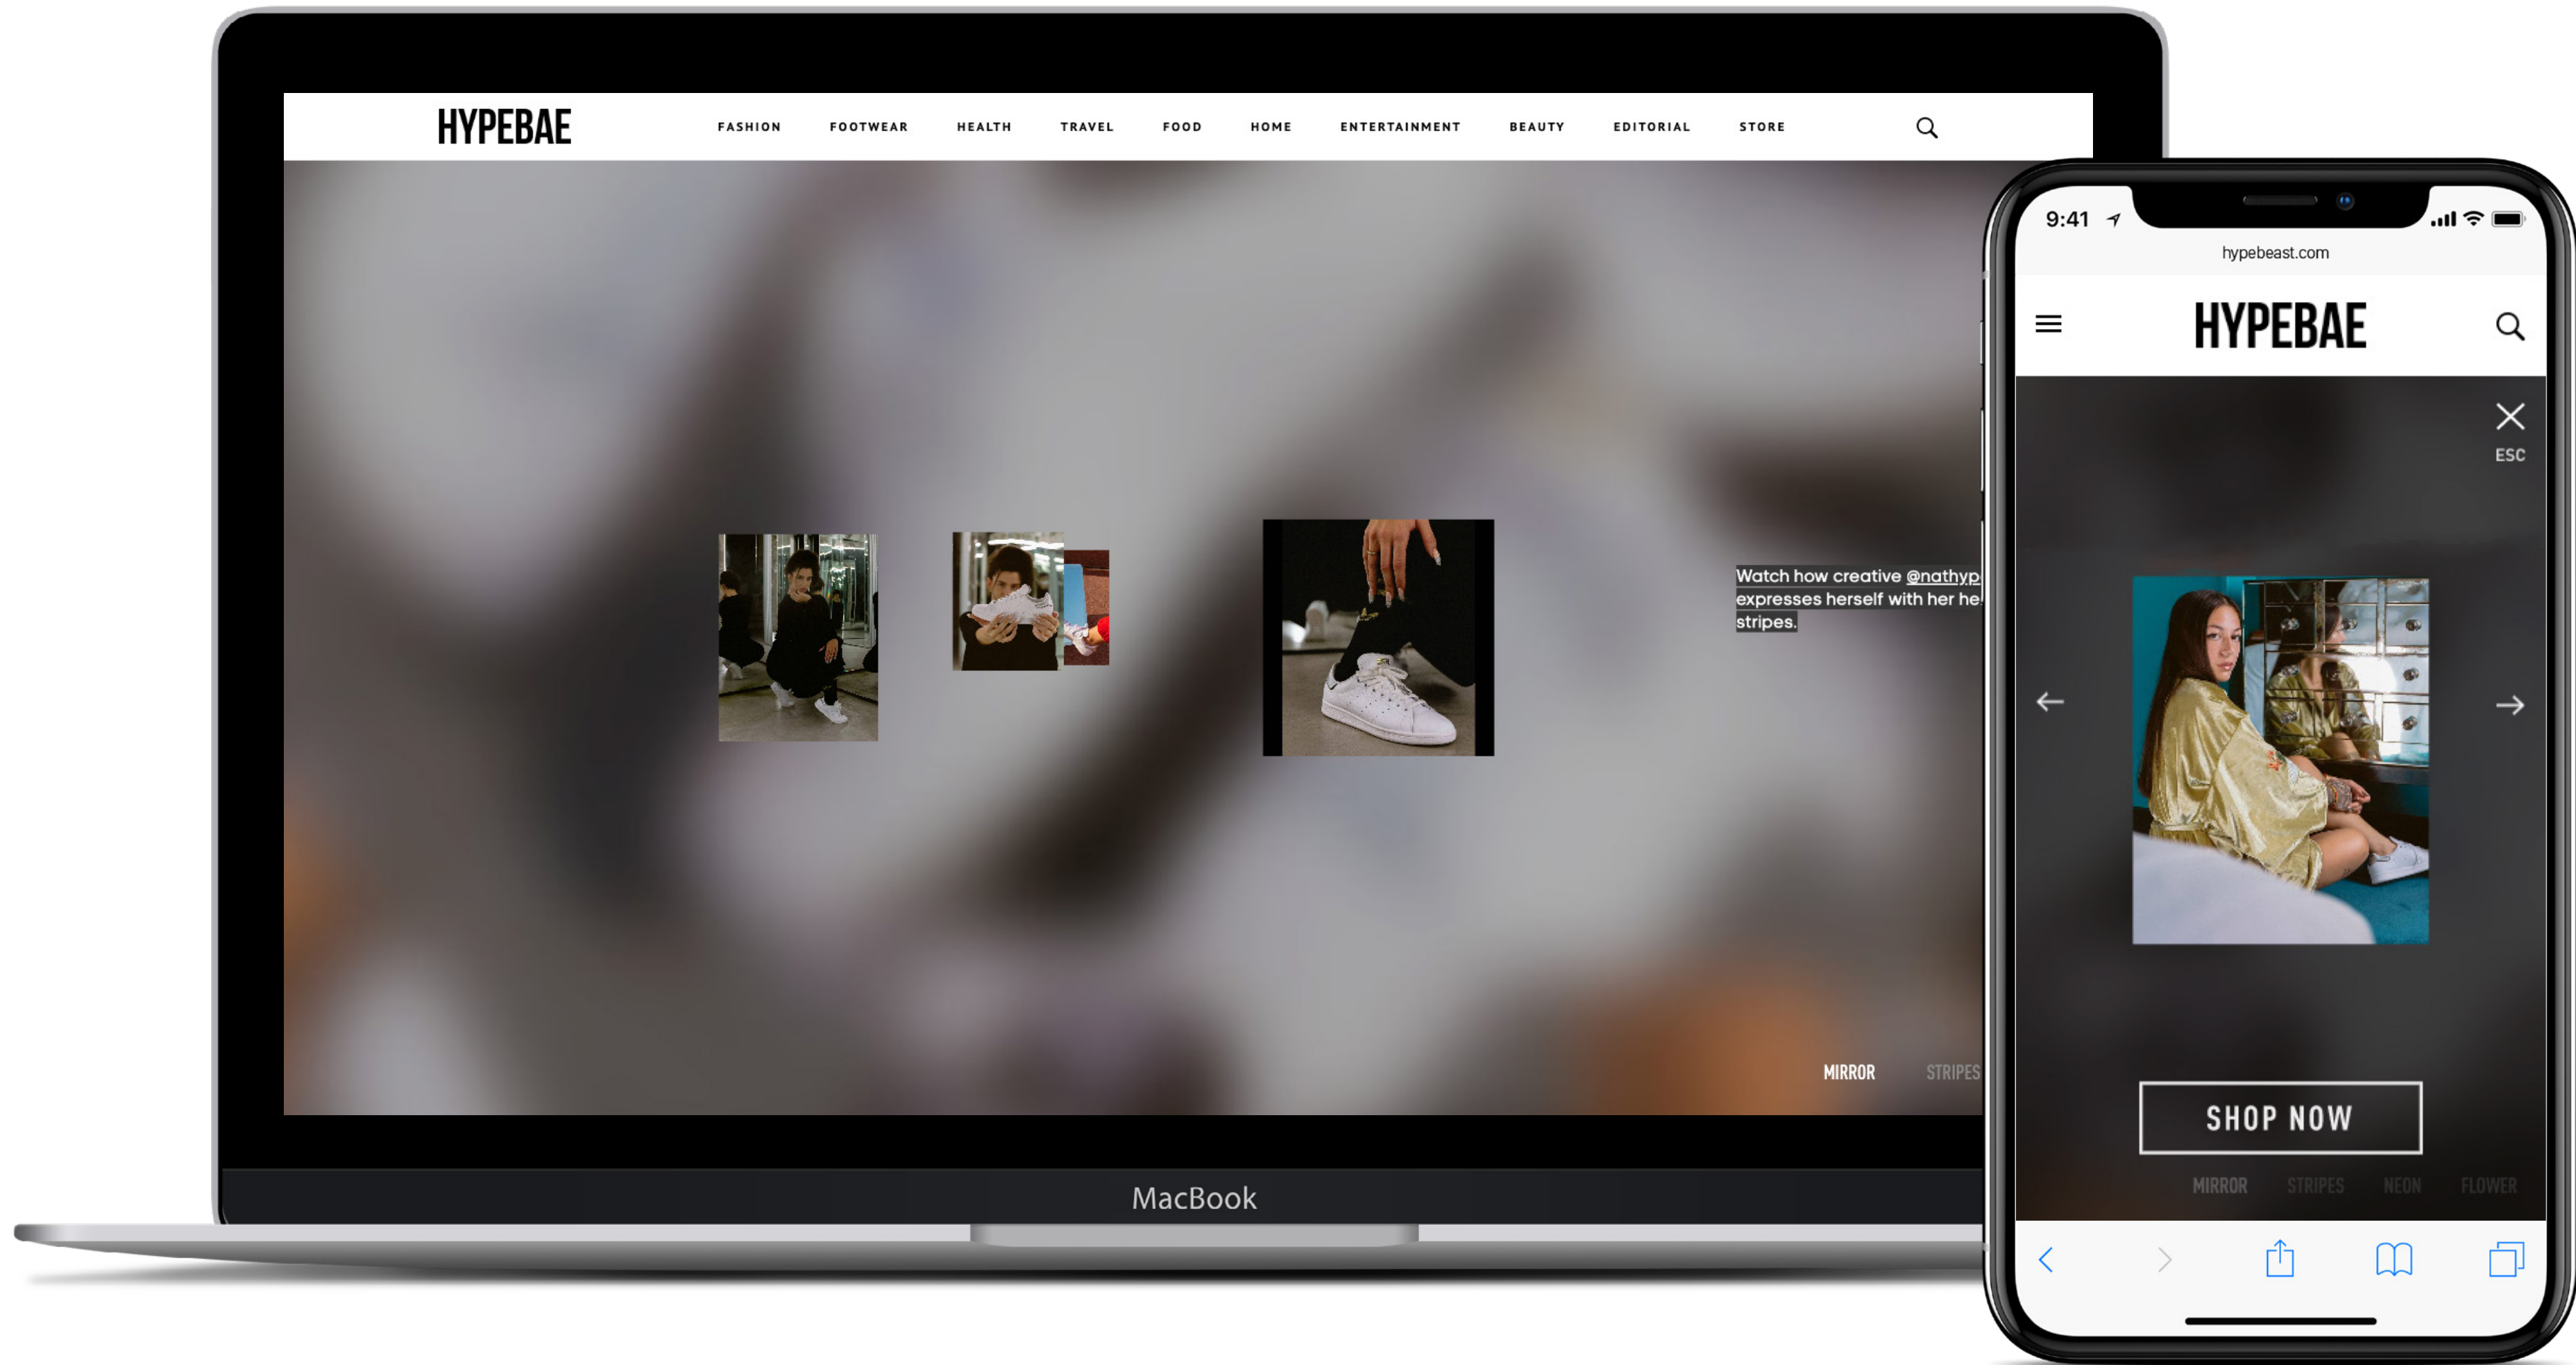 HYPEBAE
FASHION FOOTWEAR HEALTH TRAVEL FOOD HOME ENTERTAINMENT BEAUTY EDITORIAL STORE
Watch how creative @nathyp
expresses herself with her he
stripes.
MIRROR STRIPES
MacBook
9:41
hypebeast.com
HYPEBAE
ESC
SHOP NOW
MIRROR STRIPES NEON FLOWER